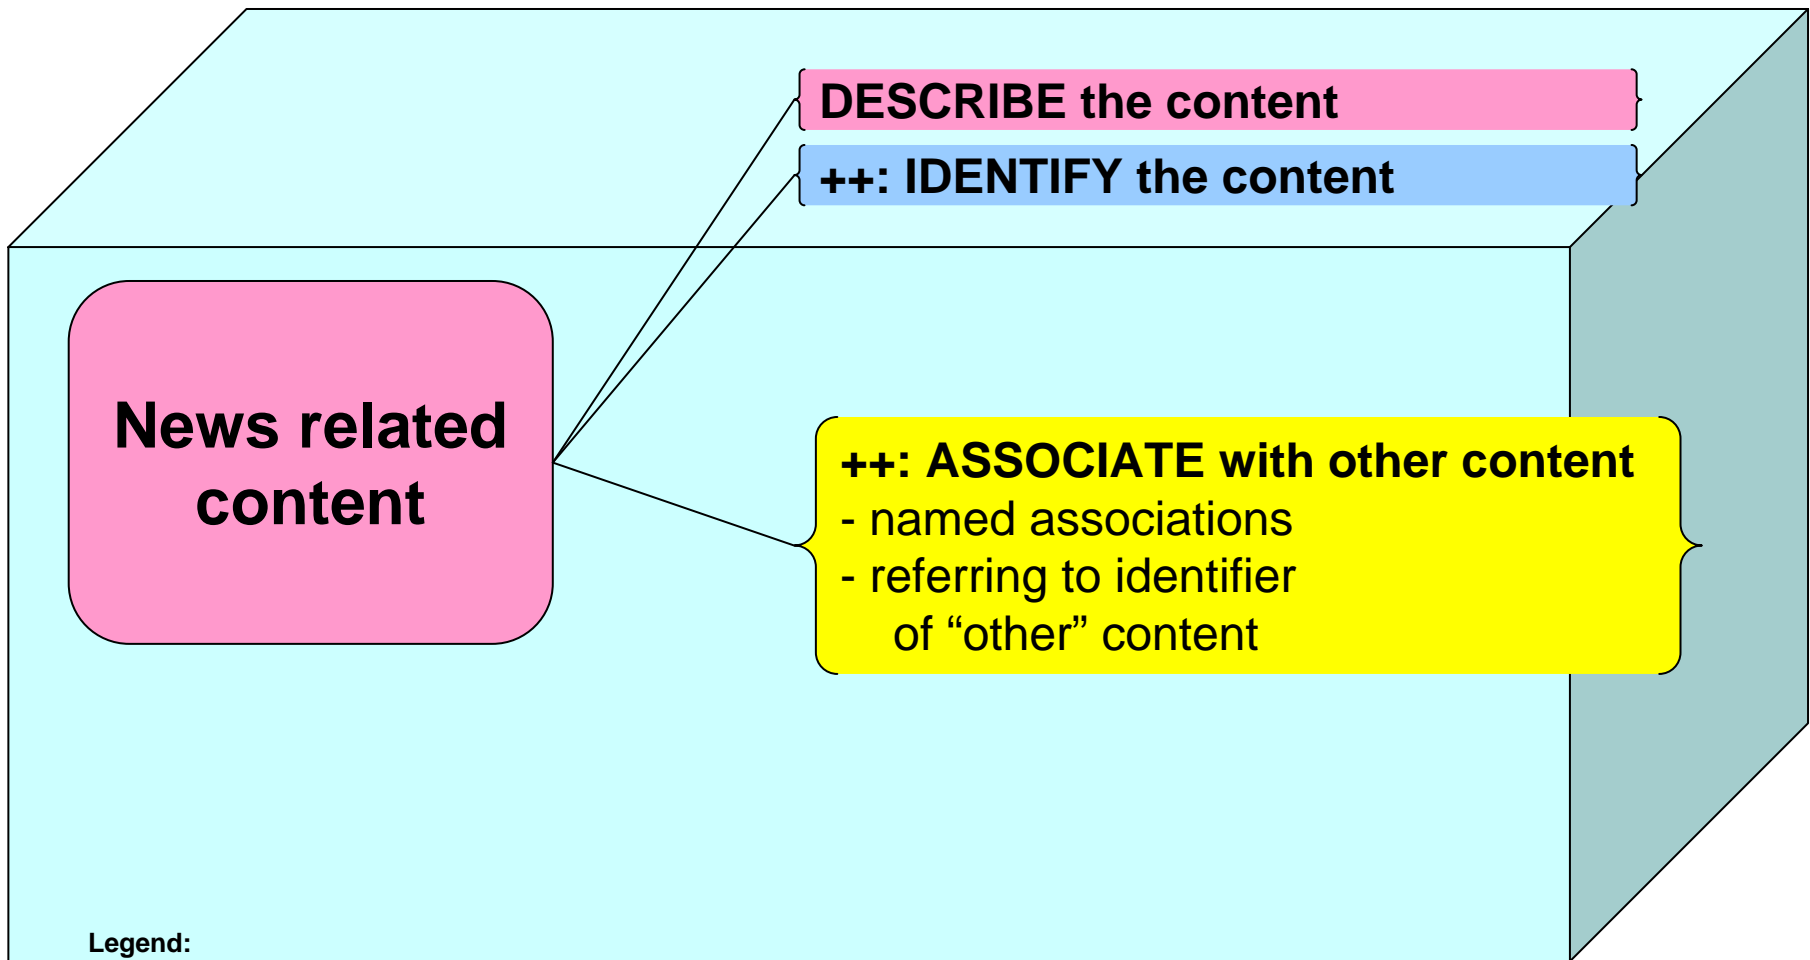 DESCRIBE the content
++: IDENTIFY the content
News related
content
++: ASSOCIATE with other content
- named associations
- referring to identifier
of “other” content
Legend: